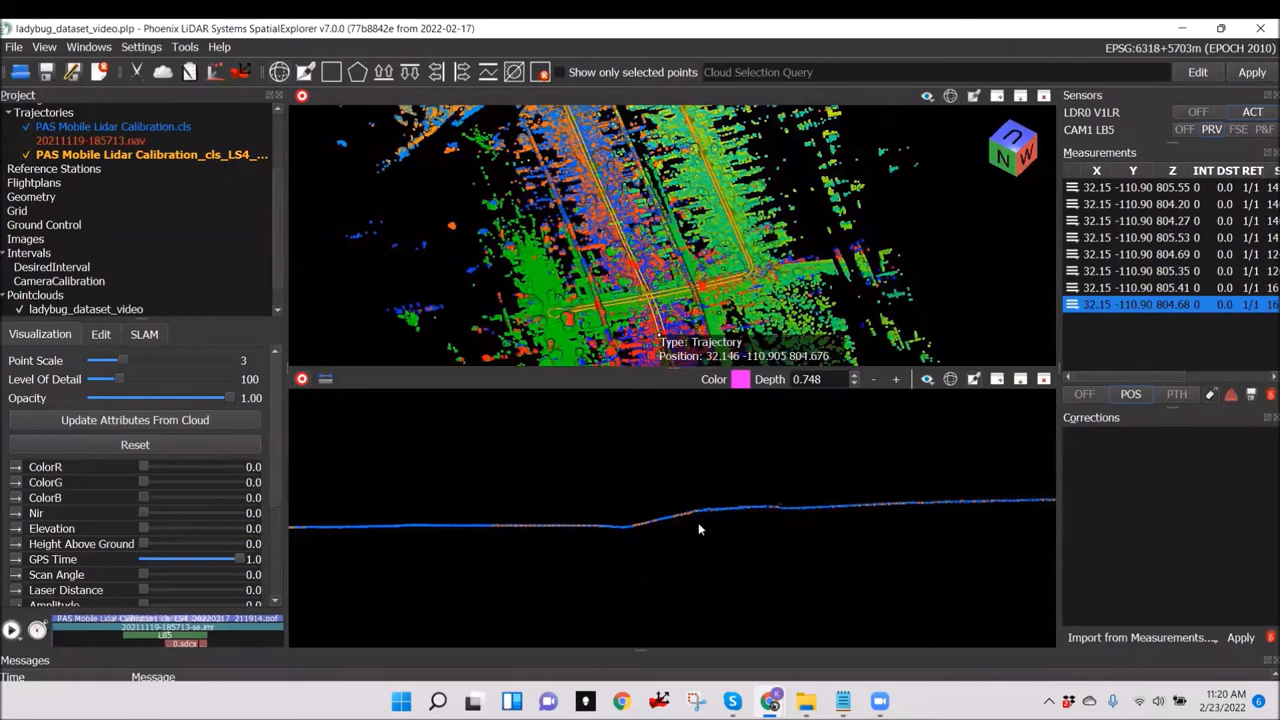 ladybug_dataset_video.plp - Phoenix LiDAR Systems SpatialExplorer v7.0.0 (77b8842e from 2022-02-17)
File View Windows Settings Tools Help
EPSG:6318+5703m (EPOCH 2010)
Show only selected points
Cloud Selection Query
Edit
Apply
Project
Trajectories
PAS Mobile Lidar Calibration.cls
20211119-185713.nav
PAS Mobile Lidar Calibration_cls_LS4_...
Reference Stations
Flightplans
Geometry
Grid
Ground Control
Images
Intervals
DesiredInterval
CameraCalibration
Pointclouds
ladybug_dataset_video
Visualization Edit SLAM
Point Scale 3
Level Of Detail 100
Opacity 1.00
Update Attributes From Cloud
Reset
ColorR 0.0
ColorG 0.0
ColorB 0.0
Nir 0.0
Elevation 0.0
Height Above Ground 0.0
GPS Time 1.0
Scan Angle 0.0
Laser Distance 0.0
Amplitude 0.0
20211119-185713-se.imr
LB5
0.sdcx
Messages
Time Message
N W
Type: Trajectory
Position: 32.146 -110.905 804.676
Color Depth 0.748 - +
Sensors
LDR0 V1LR OFF ACT
CAM1 LB5 OFF PRV FSE P&F
Measurements
X Y Z INT DST RET S
32.15 -110.90 805.55 0 0.0 1/1 14
32.15 -110.90 804.20 0 0.0 1/1 14
32.15 -110.90 804.27 0 0.0 1/1 13
32.15 -110.90 804.69 0 0.0 1/1 12
32.15 -110.90 805.35 0 0.0 1/1 12
32.15 -110.90 805.41 0 0.0 1/1 16
32.15 -110.90 804.68 0 0.0 1/1 16
OFF POS PTH
Corrections
Import from Measurements... Apply
11:20 AM
2/23/2022
6